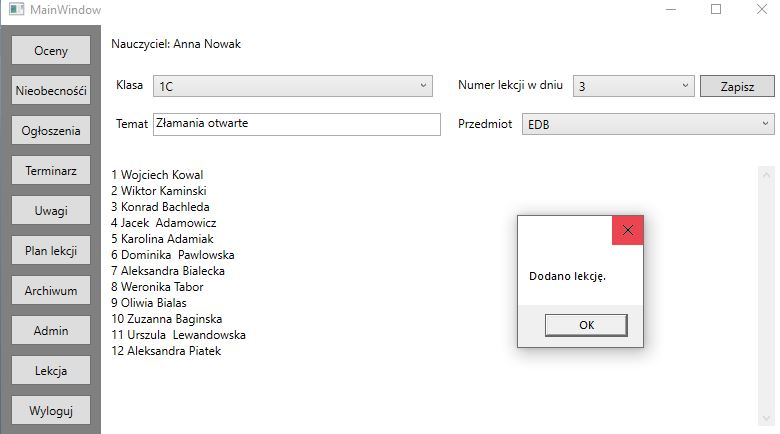 MainWindow
Oceny
Nieobecnośći
Ogłoszenia
Terminarz
Uwagi
Plan lekcji
Archiwum
Admin
Lekcja
Wyloguj
Nauczyciel: Anna Nowak
Klasa 1C Numer lekcji w dniu 3 Zapisz
Temat Złamania otwarte Przedmiot EDB
1 Wojciech Kowal
2 Wiktor Kaminski
3 Konrad Bachleda
4 Jacek  Adamowicz
5 Karolina Adamiak
6 Dominika  Pawlowska
7 Aleksandra Bialecka
8 Weronika Tabor
9 Oliwia Bialas
10 Zuzanna Baginska
11 Urszula  Lewandowska
12 Aleksandra Piatek
Dodano lekcję.
OK